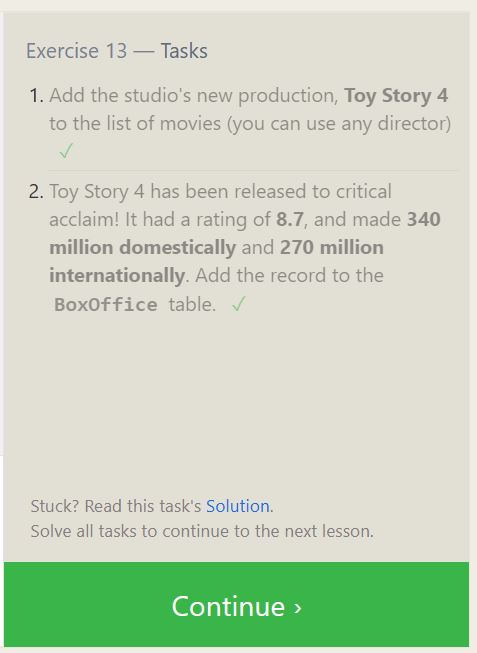 Exercise 13 — Tasks
1. Add the studio's new production, Toy Story 4
to the list of movies (you can use any director)
✓
2. Toy Story 4 has been released to critical
acclaim! It had a rating of 8.7, and made 340
million domestically and 270 million
internationally. Add the record to the
BoxOffice table. ✓
Stuck? Read this task's Solution.
Solve all tasks to continue to the next lesson.
Continue ›